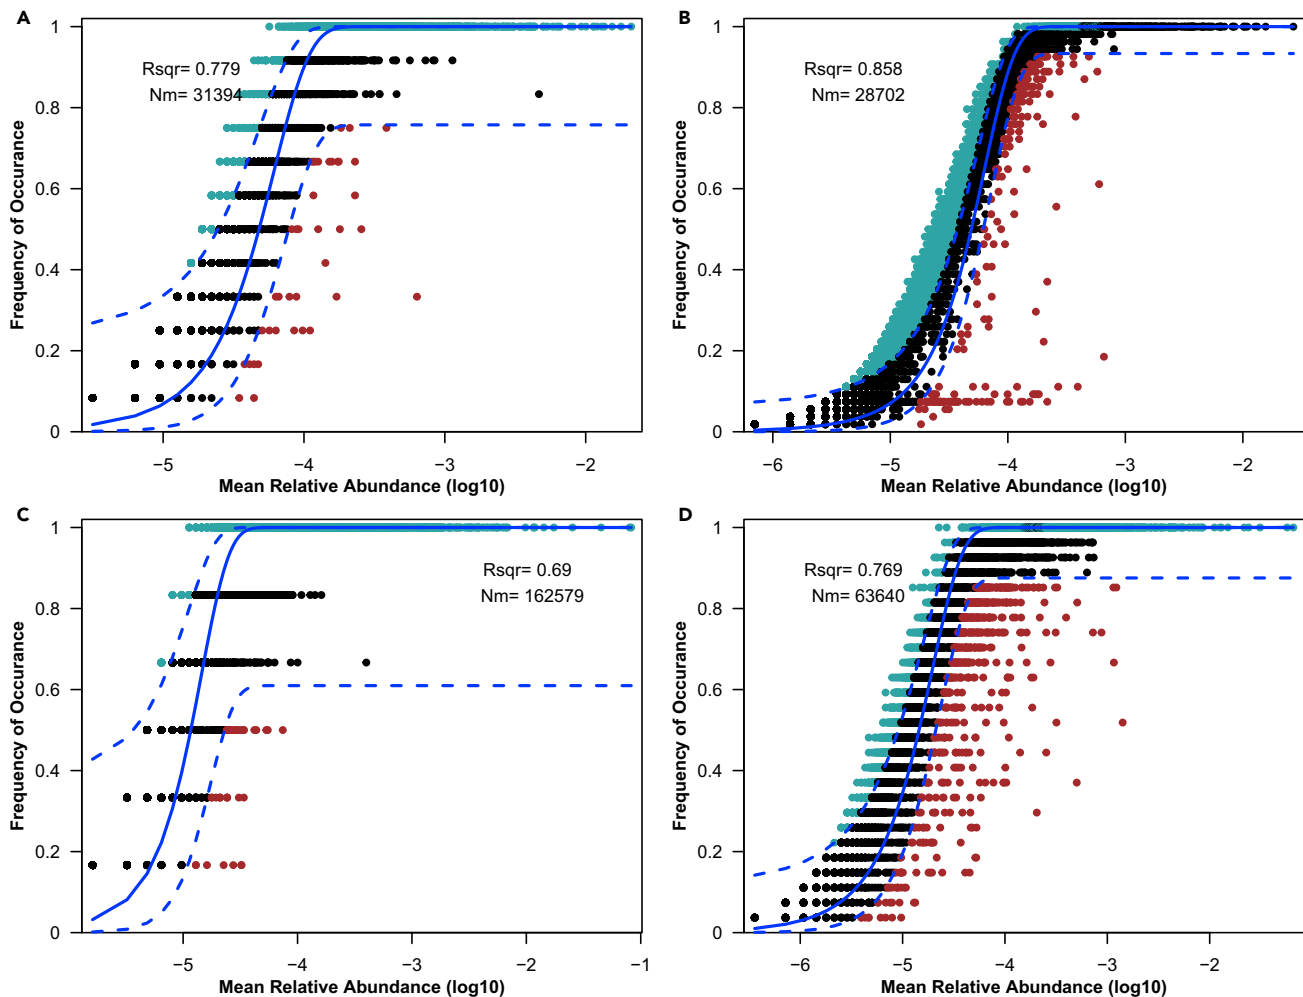 A
1
0.8
0.6
0.4
0.2
0
Frequency of Occurance
Rsqr= 0.779
Nm= 31394
−5
−4
−3
−2
Mean Relative Abundance (log10)
B
1
0.8
0.6
0.4
0.2
0
Frequency of Occurance
Rsqr= 0.858
Nm= 28702
−6
−5
−4
−3
−2
Mean Relative Abundance (log10)
C
1
0.8
0.6
0.4
0.2
0
Frequency of Occurance
Rsqr= 0.69
Nm= 162579
−5
−4
−3
−2
−1
Mean Relative Abundance (log10)
D
1
0.8
0.6
0.4
0.2
0
Frequency of Occurance
Rsqr= 0.769
Nm= 63640
−6
−5
−4
−3
−2
Mean Relative Abundance (log10)